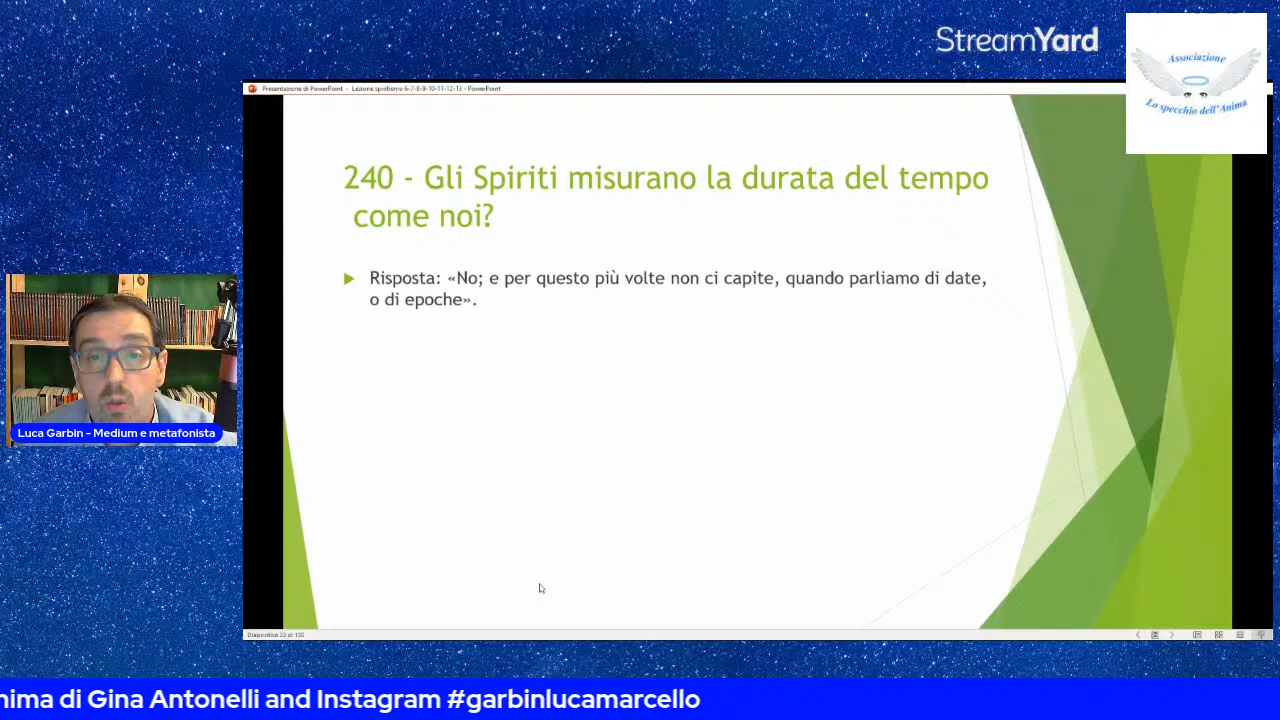 StreamYard
Associazione
Lo specchio dell'Anima
Presentazione di PowerPoint - Lezione spiritismo 6-7-8-9-10-11-12-13 - PowerPoint
240 - Gli Spiriti misurano la durata del tempo
come noi?
Risposta: «No; e per questo più volte non ci capite, quando parliamo di date,
o di epoche».
Luca Garbin - Medium e metafonista
nima di Gina Antonelli and Instagram #garbinlucamarcello